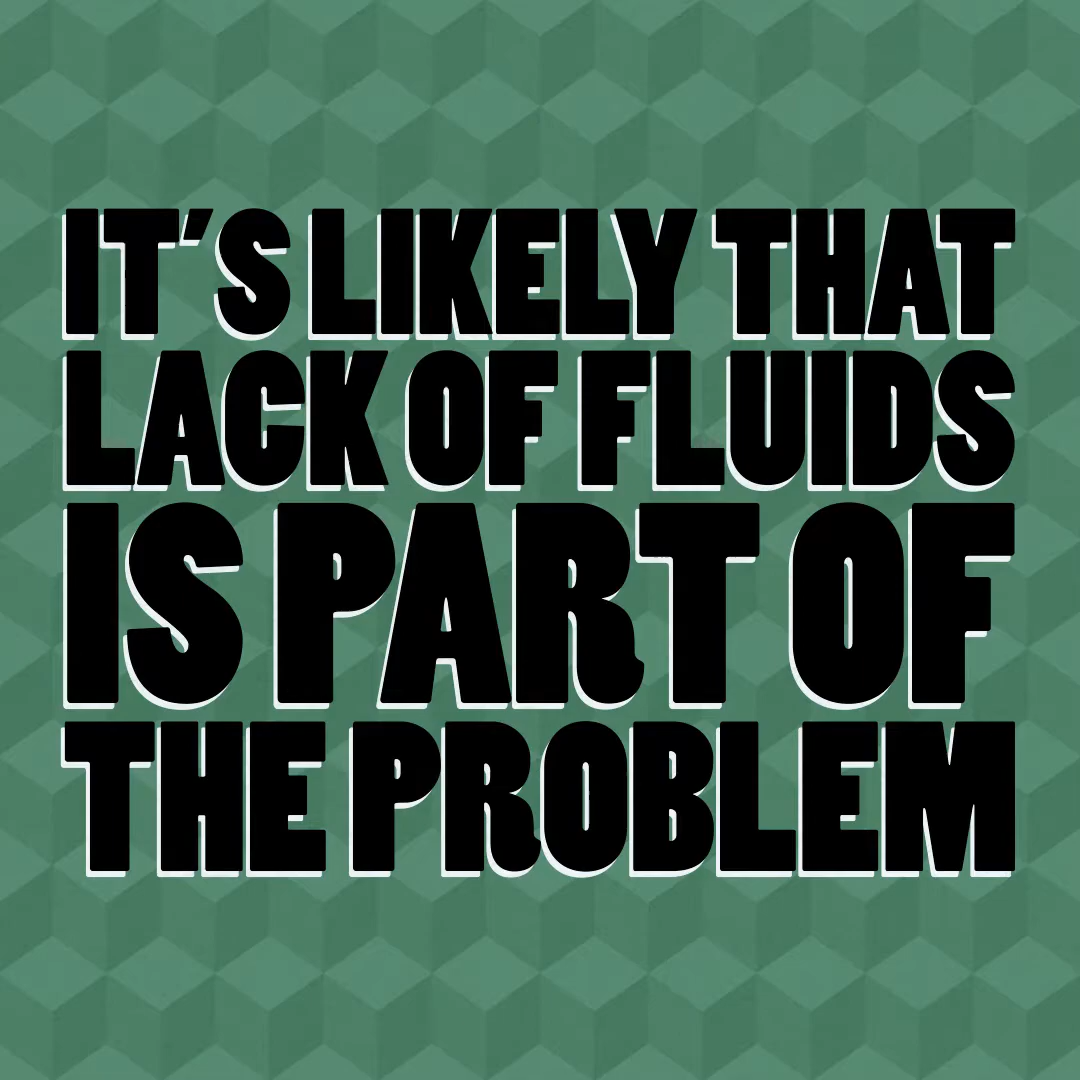 IT'S LIKELY THAT
LACK OF FLUIDS
IS PART OF
THE PROBLEM